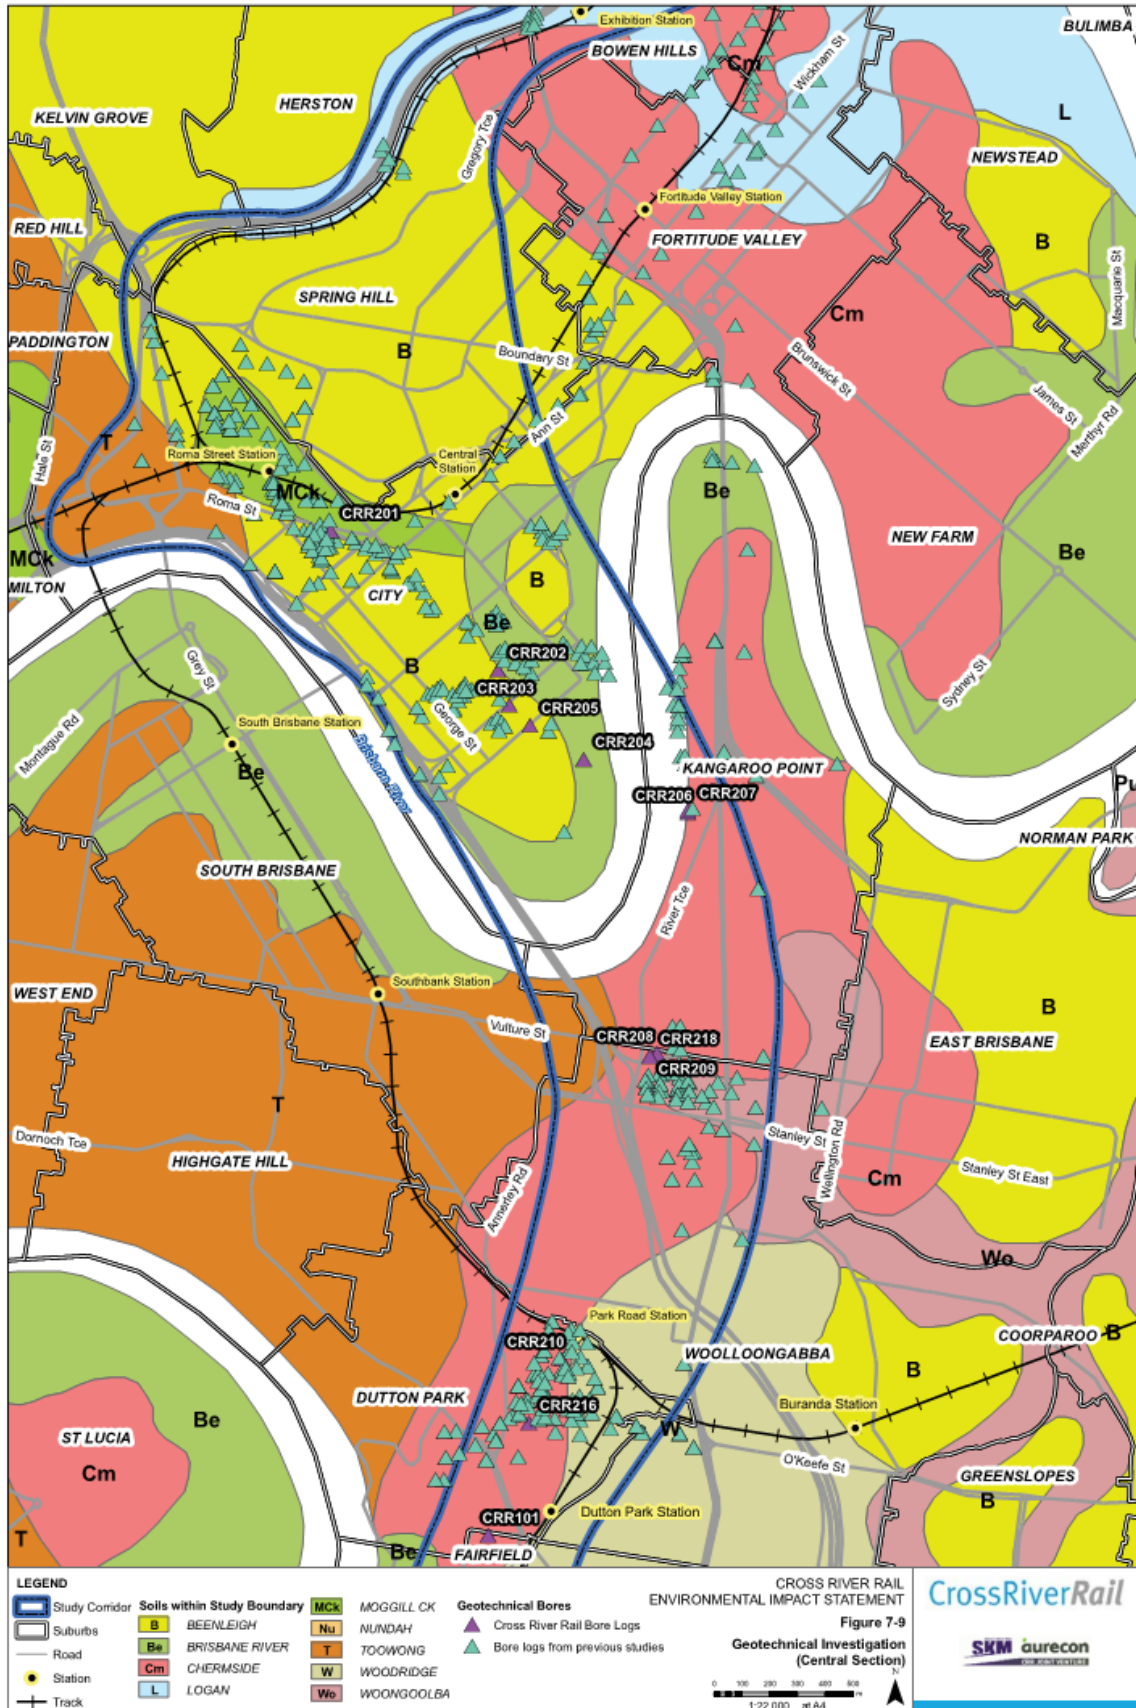 Exhibition Station
BULIMBA
BOWEN HILLS
Cm
Wickham St
HERSTON
KELVIN GROVE
L
Gregory Tce
NEWSTEAD
Fortitude Valley Station
RED HILL
FORTITUDE VALLEY
B
Macquarie St
SPRING HILL
Cm
PADDINGTON
B
Boundary St
Brunswick St
James St
Merthyr Rd
Ann St
T
Hale St
Roma Street Station
Central
Station
MCk
Be
Roma St
CRR201
NEW FARM
Be
MCk
MILTON
B
CITY
Be
CRR202
B
Grey St
Sydney St
CRR203
CRR205
George St
South Brisbane Station
Montague Rd
CRR204
Be
Brisbane River
KANGAROO POINT
Pu
CRR206
CRR207
NORMAN PARK
SOUTH BRISBANE
River Tce
Southbank Station
WEST END
B
Vulture St
CRR208
CRR218
EAST BRISBANE
CRR209
T
Dornoch Tce
Stanley St
HIGHGATE HILL
Wellington Rd
Stanley St East
Cm
Annerley Rd
Wo
Park Road Station
CRR210
COORPAROO
B
WOOLLOONGABBA
B
DUTTON PARK
Buranda Station
CRR216
Be
W
ST LUCIA
O'Keefe St
Cm
GREENSLOPES
B
CRR101
Dutton Park Station
T
Be
FAIRFIELD
LEGEND
Study Corridor
Suburbs
Road
Station
Track
Soils within Study Boundary
B BEENLEIGH
Be BRISBANE RIVER
Cm CHERMSIDE
L LOGAN
MCk MOGGILL CK
Nu NUNDAH
T TOOWONG
W WOODRIDGE
Wo WOONGOOLBA
Geotechnical Bores
Cross River Rail Bore Logs
Bore logs from previous studies
CROSS RIVER RAIL
ENVIRONMENTAL IMPACT STATEMENT
Figure 7-9
Geotechnical Investigation
(Central Section)
N
1:22,000 at A4
CrossRiverRail
SKM aurecon